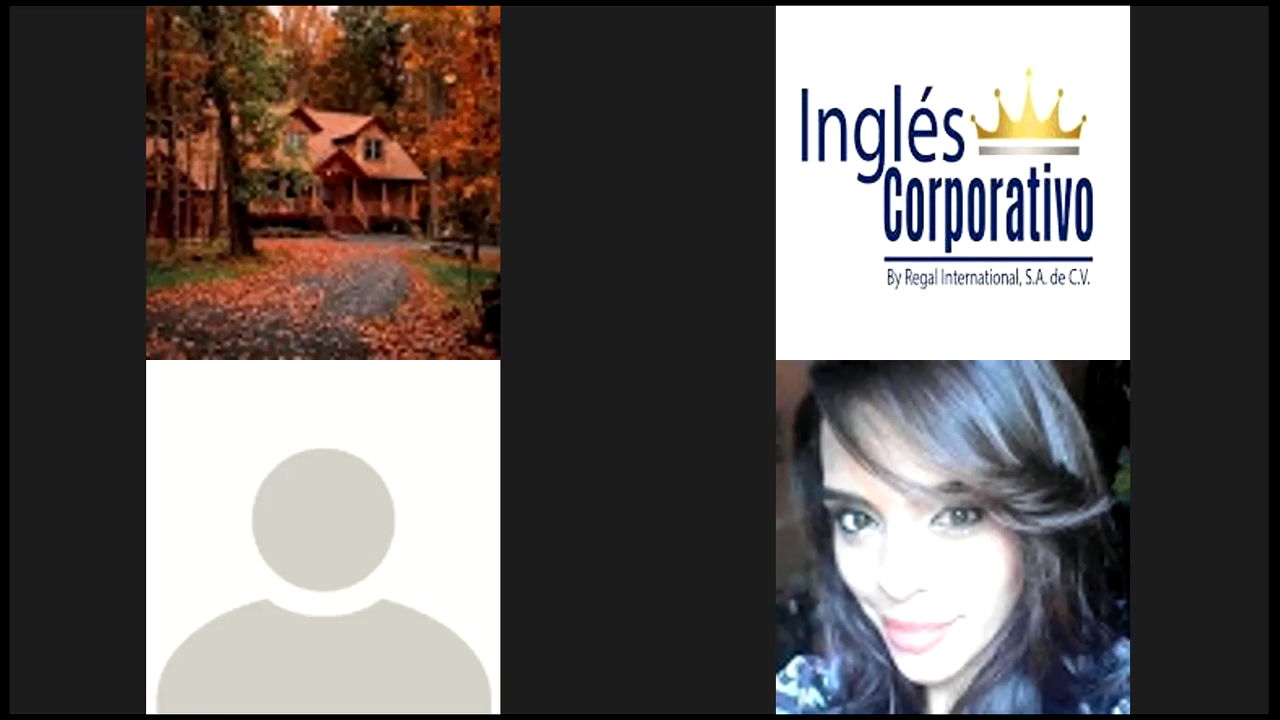 Inglés
Corporativo
By Regal International, S.A. de C.V.